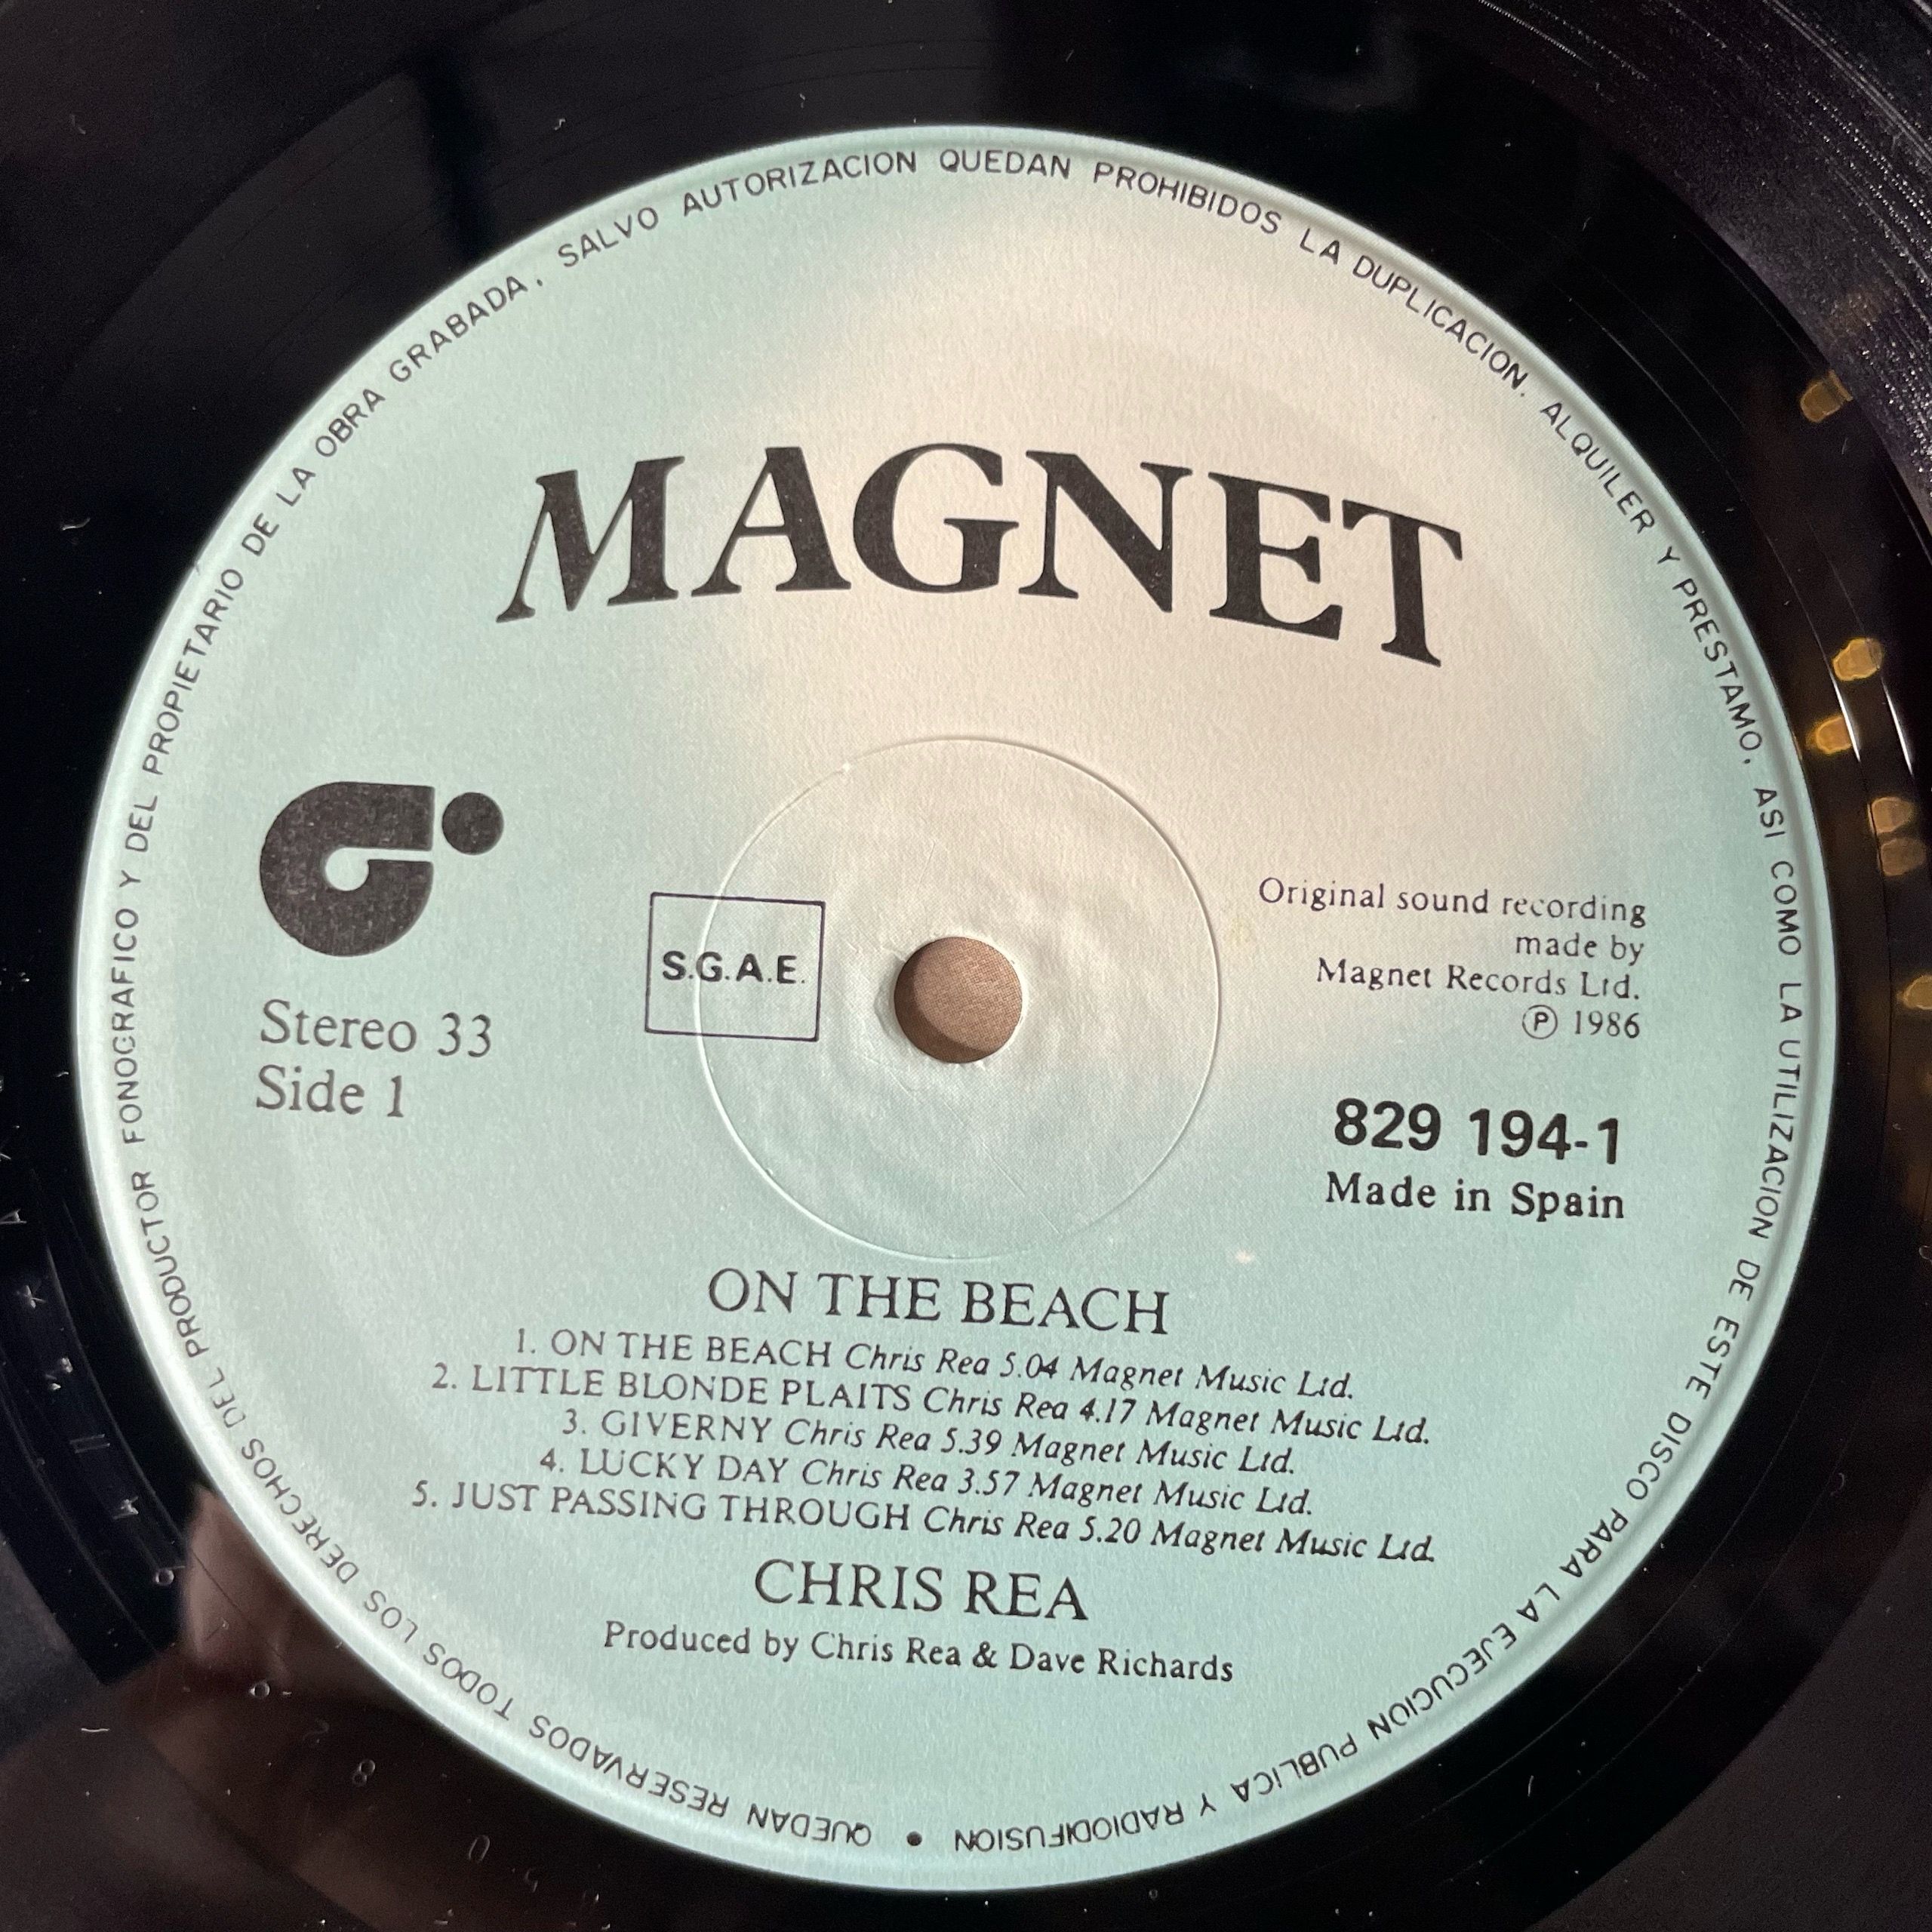 QUEDAN RESERVADOS TODOS LOS DERECHOS DEL PRODUCTOR FONOGRAFICO Y DEL PROPIETARIO DE LA OBRA GRABADA. SALVO AUTORIZACION QUEDAN PROHIBIDOS LA DUPLICACION. ALQUILER Y PRESTAMO. ASI COMO LA UTILIZACION DE ESTE DISCO PARA LA EJECUCION PUBLICA Y RADIODIFUSION •
MAGNET
Stereo 33
Side 1
S.G.A.E.
Original sound recording
made by
Magnet Records Ltd.
℗ 1986
829 194-1
Made in Spain
ON THE BEACH
1. ON THE BEACH Chris Rea 5.04 Magnet Music Ltd.
2. LITTLE BLONDE PLAITS Chris Rea 4.17 Magnet Music Ltd.
3. GIVERNY Chris Rea 5.39 Magnet Music Ltd.
4. LUCKY DAY Chris Rea 3.57 Magnet Music Ltd.
5. JUST PASSING THROUGH Chris Rea 5.20 Magnet Music Ltd.
CHRIS REA
Produced by Chris Rea & Dave Richards